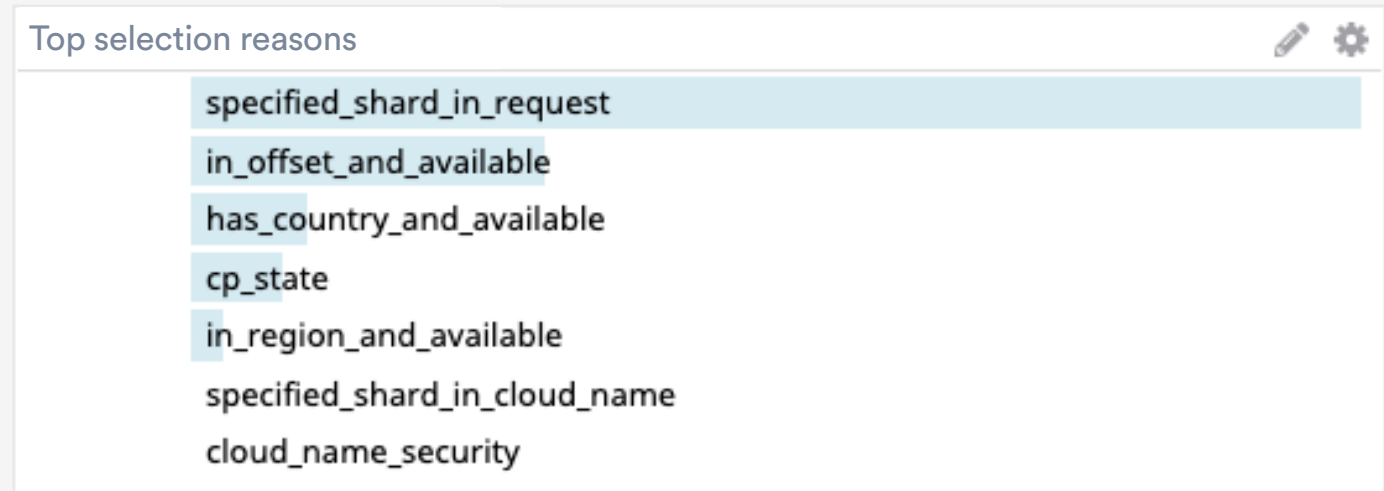 Top selection reasons
specified_shard_in_request
in_offset_and_available
has_country_and_available
cp_state
in_region_and_available
specified_shard_in_cloud_name
cloud_name_security